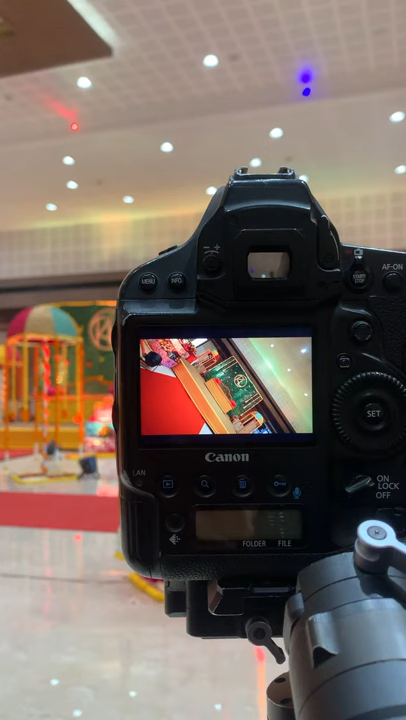 MENU
INFO
START
STOP
AF-ON
SET
Canon
LAN
ON
LOCK
OFF
FOLDER FILE